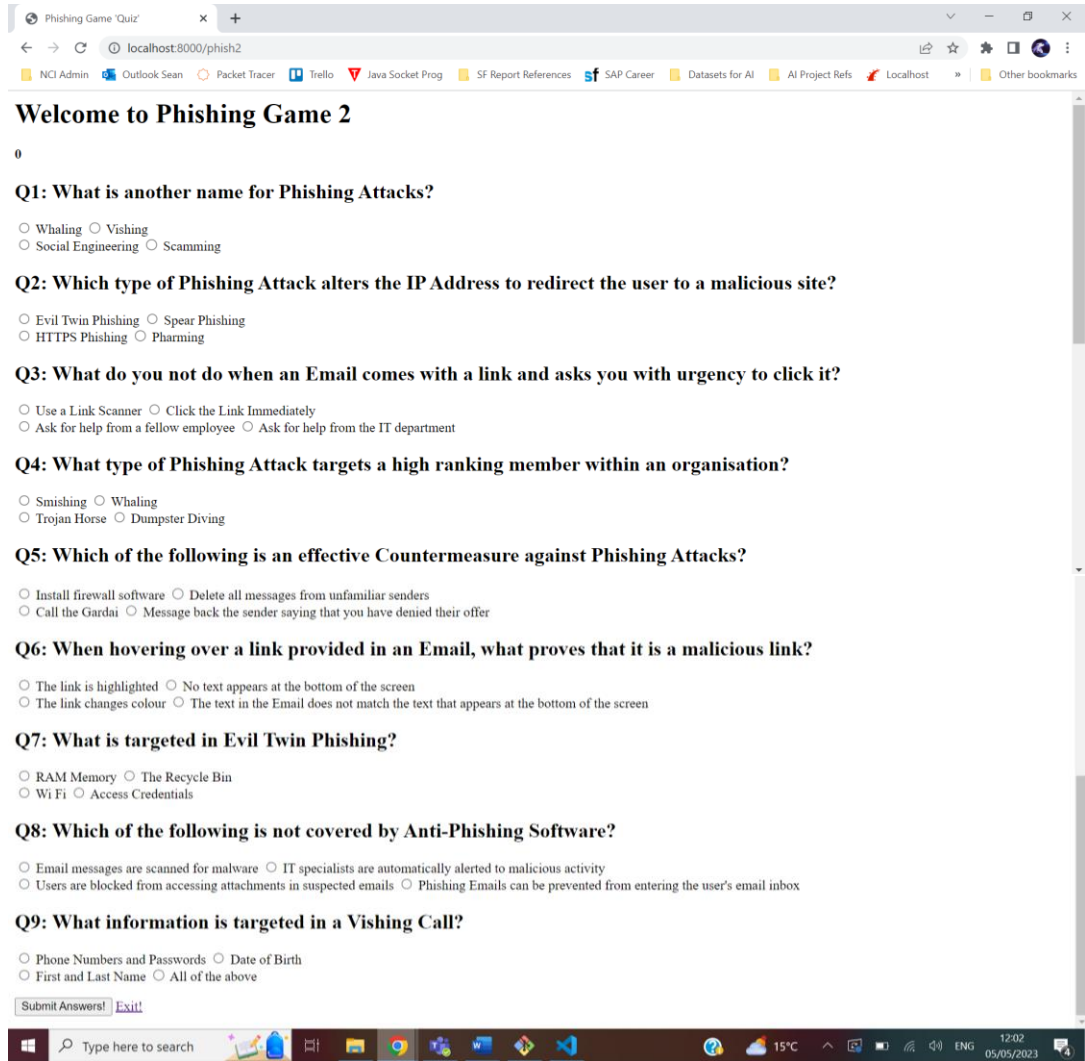 Phishing Game 'Quiz'
localhost:8000/phish2
NCI Admin Outlook Sean Packet Tracer Trello Java Socket Prog SF Report References SAP Career Datasets for AI AI Project Refs Localhost » Other bookmarks
Welcome to Phishing Game 2
0
Q1: What is another name for Phishing Attacks?
Whaling Vishing
Social Engineering Scamming
Q2: Which type of Phishing Attack alters the IP Address to redirect the user to a malicious site?
Evil Twin Phishing Spear Phishing
HTTPS Phishing Pharming
Q3: What do you not do when an Email comes with a link and asks you with urgency to click it?
Use a Link Scanner Click the Link Immediately
Ask for help from a fellow employee Ask for help from the IT department
Q4: What type of Phishing Attack targets a high ranking member within an organisation?
Smishing Whaling
Trojan Horse Dumpster Diving
Q5: Which of the following is an effective Countermeasure against Phishing Attacks?
Install firewall software Delete all messages from unfamiliar senders
Call the Gardai Message back the sender saying that you have denied their offer
Q6: When hovering over a link provided in an Email, what proves that it is a malicious link?
The link is highlighted No text appears at the bottom of the screen
The link changes colour The text in the Email does not match the text that appears at the bottom of the screen
Q7: What is targeted in Evil Twin Phishing?
RAM Memory The Recycle Bin
Wi Fi Access Credentials
Q8: Which of the following is not covered by Anti-Phishing Software?
Email messages are scanned for malware IT specialists are automatically alerted to malicious activity
Users are blocked from accessing attachments in suspected emails Phishing Emails can be prevented from entering the user's email inbox
Q9: What information is targeted in a Vishing Call?
Phone Numbers and Passwords Date of Birth
First and Last Name All of the above
Submit Answers! Exit!
Type here to search 15°C ENG 12:02
05/05/2023 4